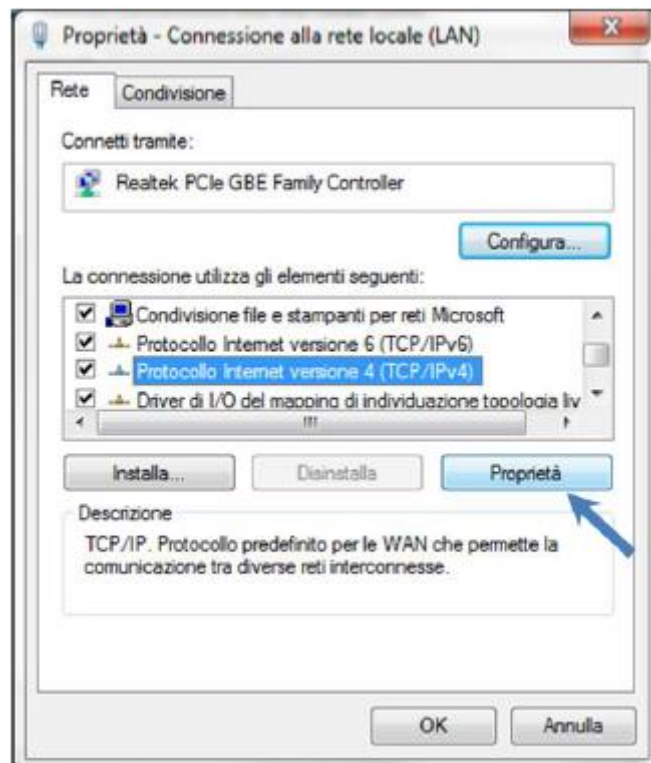 Proprietà - Connessione alla rete locale (LAN)
Rete
Condivisione
Connetti tramite:
Realtek PCIe GBE Family Controller
Configura...
La connessione utilizza gli elementi seguenti:
Condivisione file e stampanti per reti Microsoft
Protocollo Internet versione 6 (TCP/IPv6)
Protocollo Internet versione 4 (TCP/IPv4)
Driver di I/O del mapping di individuazione topologia liv
Installa...
Disinstalla
Proprietà
Descrizione
TCP/IP. Protocollo predefinito per le WAN che permette la
comunicazione tra diverse reti interconnesse.
OK
Annulla